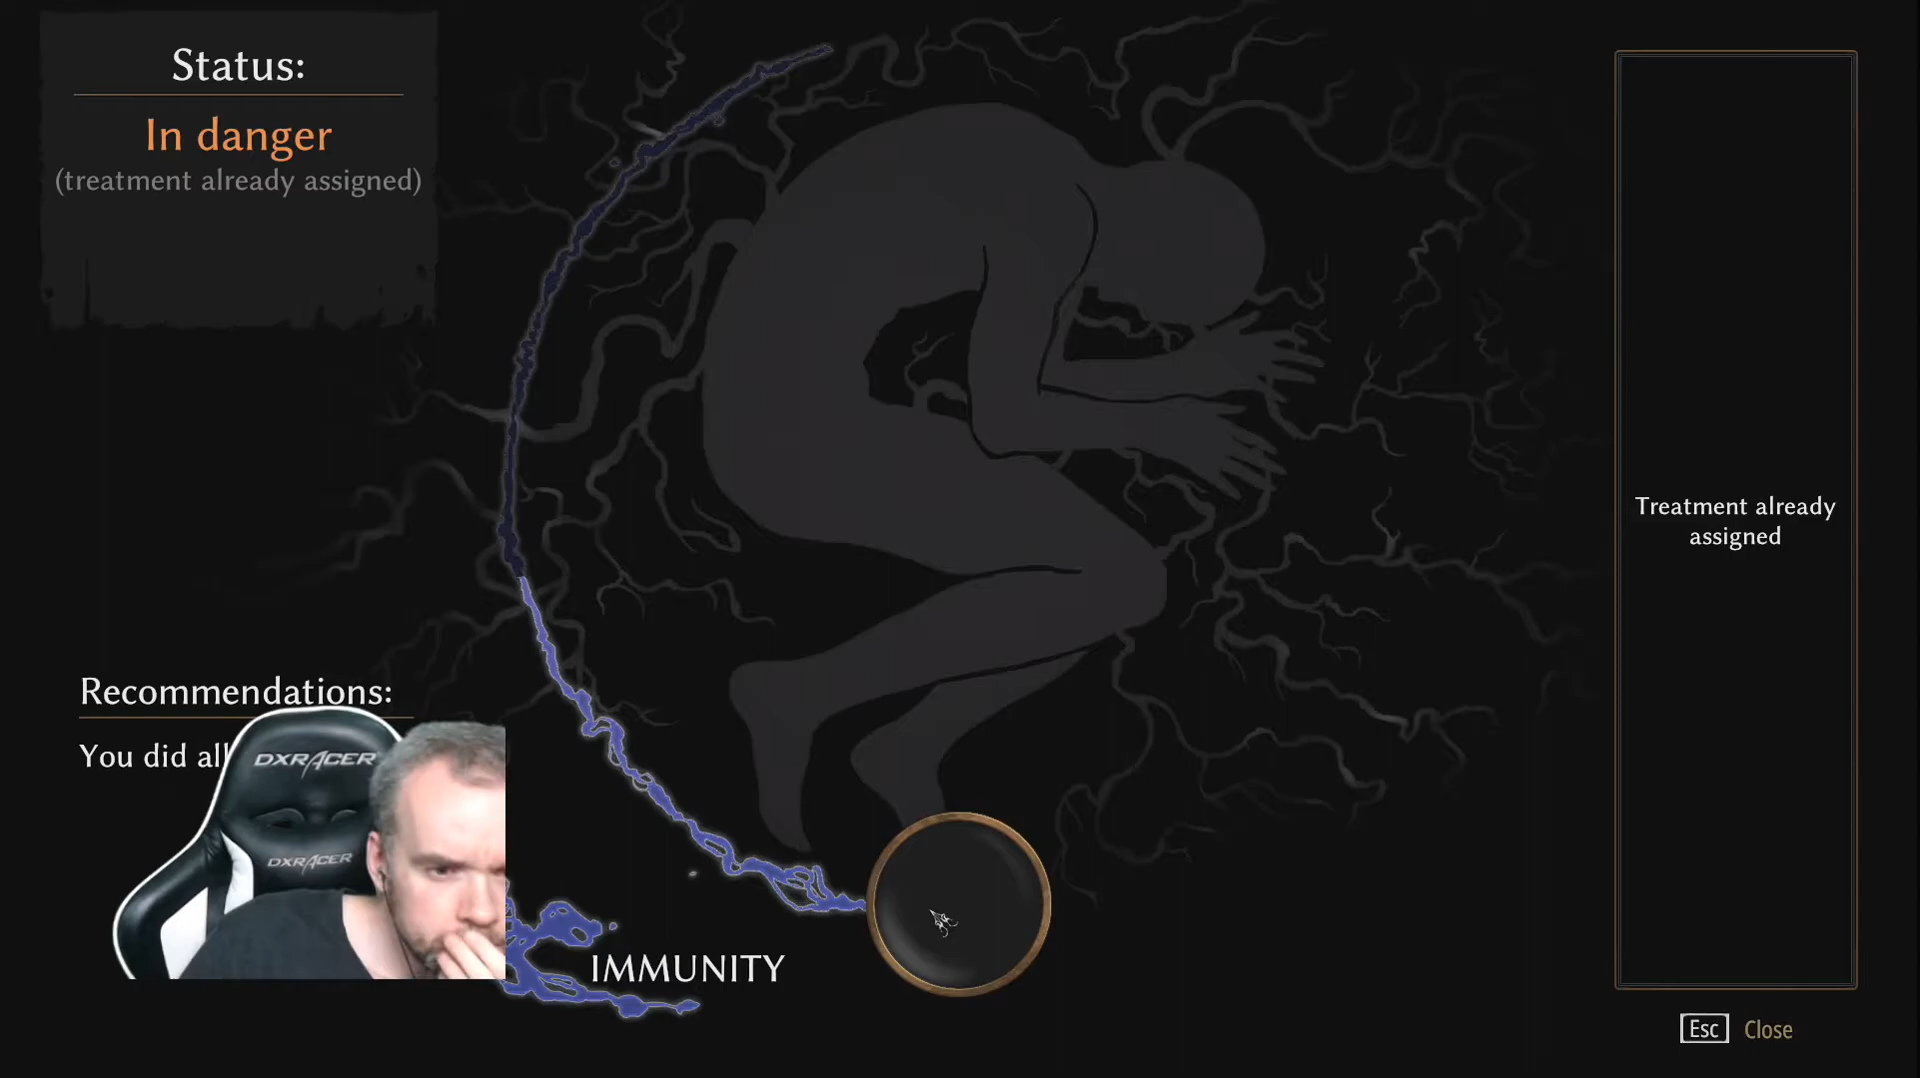 Status:
In danger
(treatment already assigned)
Treatment already
assigned
Recommendations:
You did all
DXRACER
DXRACER
IMMUNITY
Esc Close